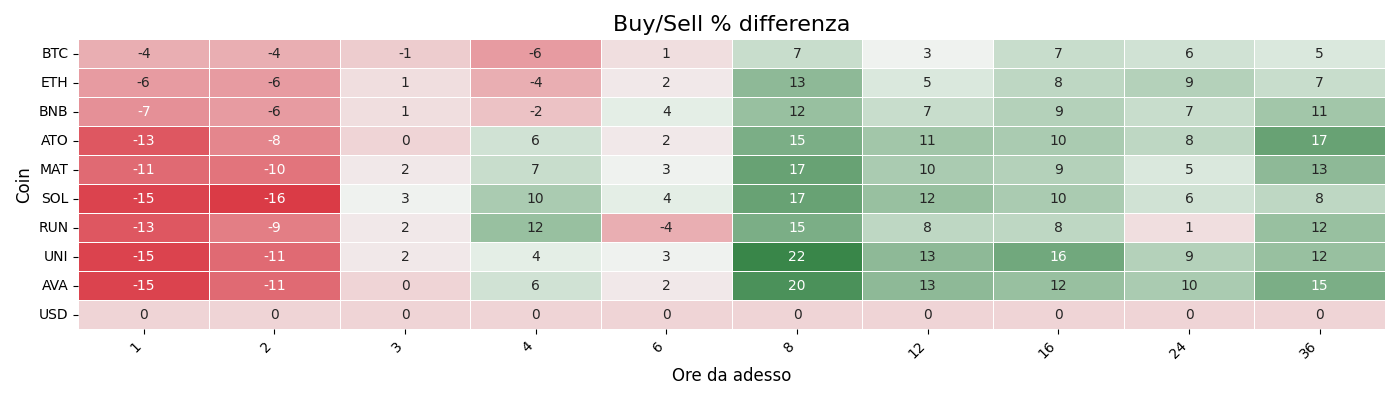 Buy/Sell % differenza
Coin
BTC -4 -4 -1 -6 1 7 3 7 6 5
ETH -6 -6 1 -4 2 13 5 8 9 7
BNB -7 -6 1 -2 4 12 7 9 7 11
ATO -13 -8 0 6 2 15 11 10 8 17
MAT -11 -10 2 7 3 17 10 9 5 13
SOL -15 -16 3 10 4 17 12 10 6 8
RUN -13 -9 2 12 -4 15 8 8 1 12
UNI -15 -11 2 4 3 22 13 16 9 12
AVA -15 -11 0 6 2 20 13 12 10 15
USD 0 0 0 0 0 0 0 0 0 0
1 2 3 4 6 8 12 16 24 36
Ore da adesso